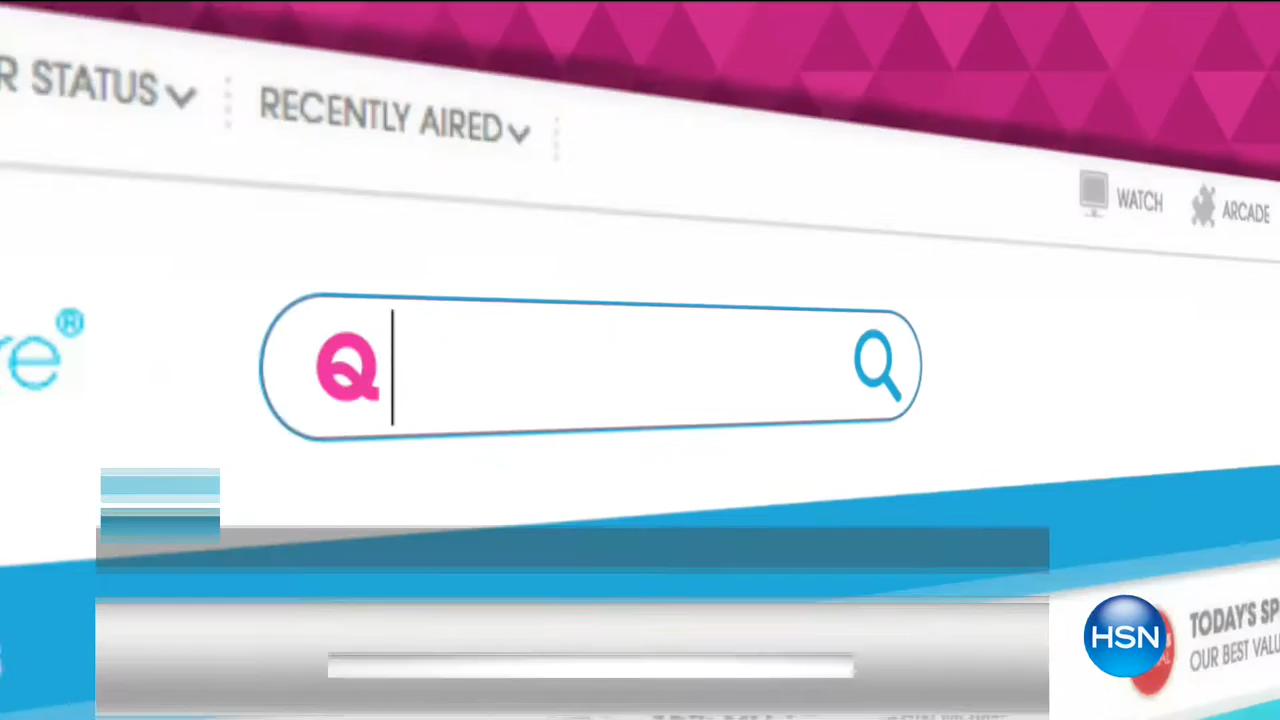 R STATUS
RECENTLY AIRED
WATCH
ARCADE
re®
Q
HSN
TODAY'S SP
OUR BEST VALU